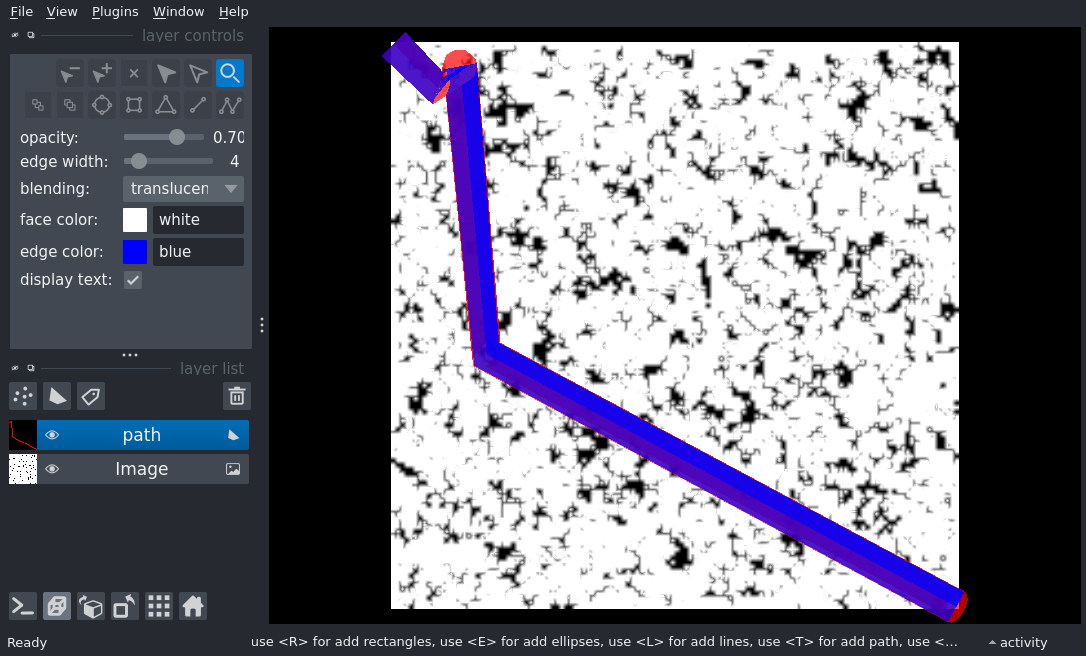 File View Plugins Window Help
layer controls
opacity: 0.70
edge width: 4
blending: translucen
face color: white
edge color: blue
display text:
layer list
path
Image
Ready
use <R> for add rectangles, use <E> for add ellipses, use <L> for add lines, use <T> for add path, use <...
activity